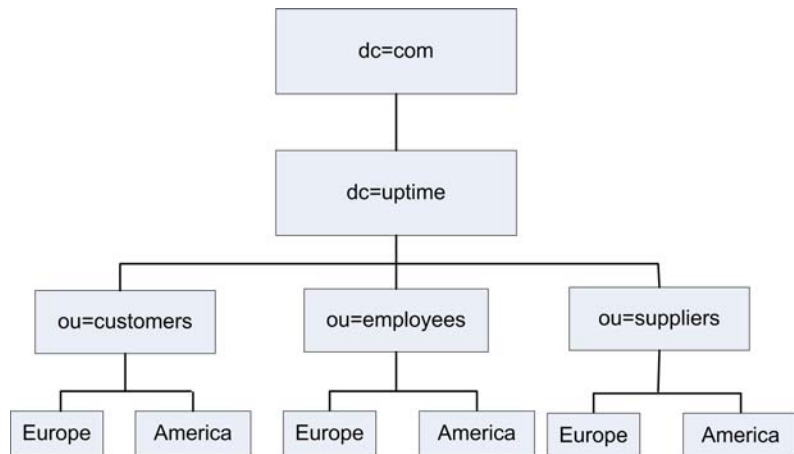 dc=com
dc=uptime
ou=customers
ou=employees
ou=suppliers
Europe
America
Europe
America
Europe
America